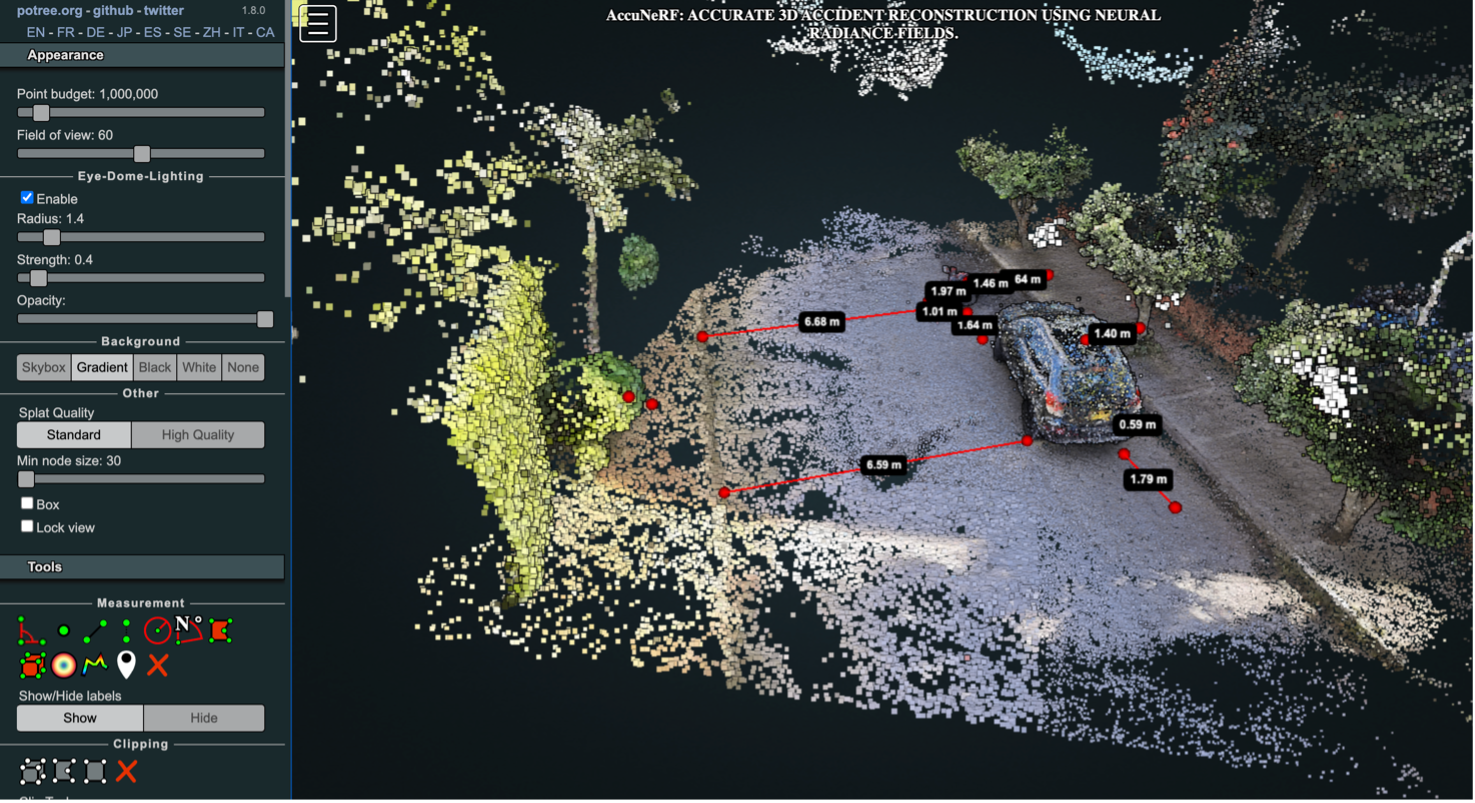 potree.org - github - twitter 1.8.0
EN - FR - DE - JP - ES - SE - ZH - IT - CA
Appearance
Point budget: 1,000,000
Field of view: 60
Eye-Dome-Lighting
Enable
Radius: 1.4
Strength: 0.4
Opacity:
Background
Skybox Gradient Black White None
Other
Splat Quality
Standard High Quality
Min node size: 30
Box
Lock view
Tools
Measurement
N °
Show/Hide labels
Show Hide
Clipping
AccuNeRF: ACCURATE 3D ACCIDENT RECONSTRUCTION USING NEURAL
RADIANCE FIELDS.
64 m
1.46 m
1.97 m
1.01 m
6.68 m
1.64 m
1.40 m
0.59 m
6.59 m
1.79 m